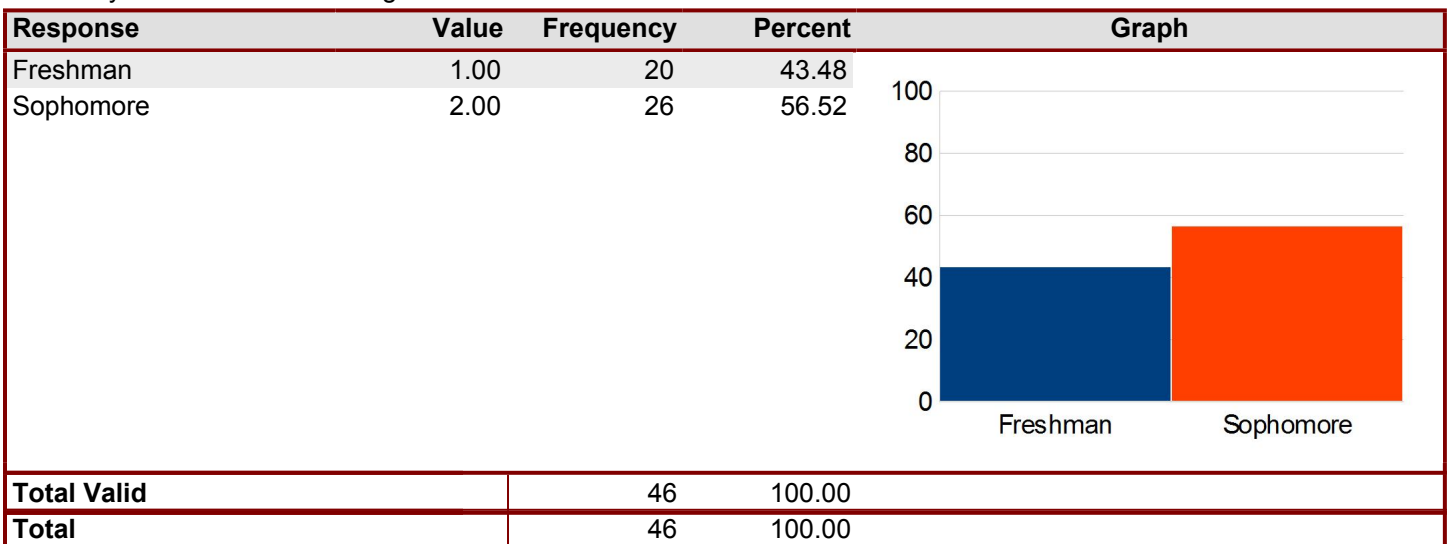 Response Value Frequency Percent Graph
Freshman 1.00 20 43.48
Sophomore 2.00 26 56.52
100
80
60
40
20
0
Freshman Sophomore
Total Valid 46 100.00
Total 46 100.00